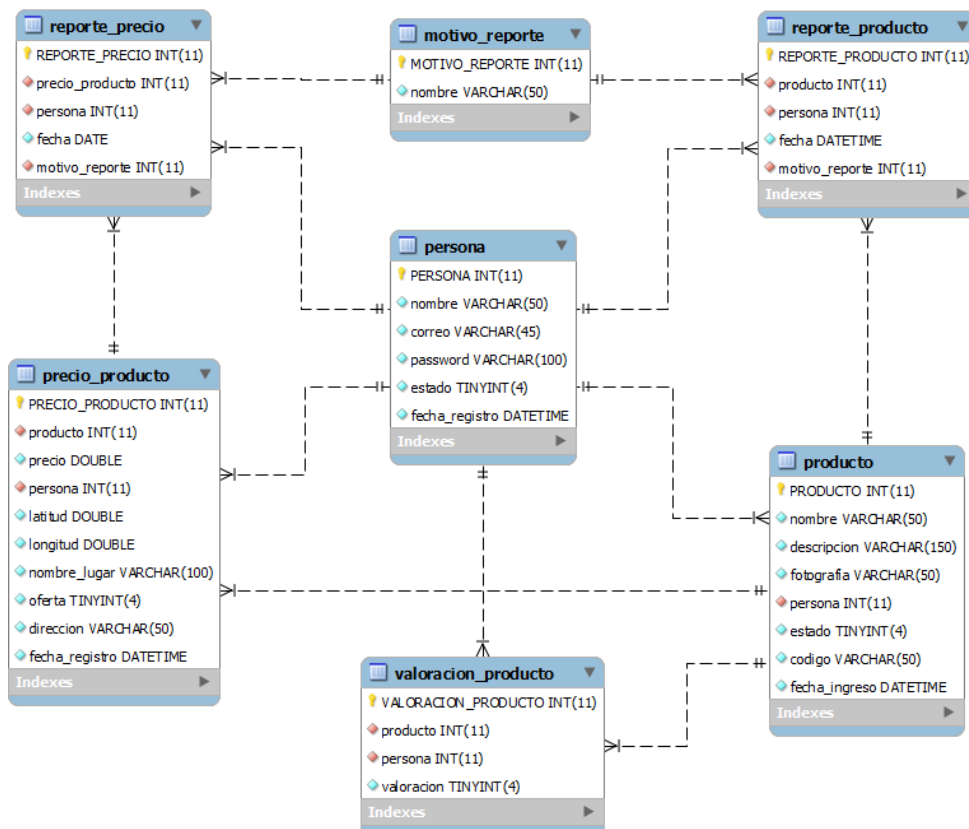 reporte_precio
REPORTE_PRECIO INT(11)
precio_producto INT(11)
persona INT(11)
fecha DATE
motivo_reporte INT(11)
Indexes
motivo_reporte
MOTIVO_REPORTE INT(11)
nombre VARCHAR(50)
Indexes
reporte_producto
REPORTE_PRODUCTO INT(11)
producto INT(11)
persona INT(11)
fecha DATETIME
motivo_reporte INT(11)
Indexes
persona
PERSONA INT(11)
nombre VARCHAR(50)
correo VARCHAR(45)
password VARCHAR(100)
estado TINYINT(4)
fecha_registro DATETIME
Indexes
precio_producto
PRECIO_PRODUCTO INT(11)
producto INT(11)
precio DOUBLE
persona INT(11)
latitud DOUBLE
longitud DOUBLE
nombre_lugar VARCHAR(100)
oferta TINYINT(4)
direccion VARCHAR(50)
fecha_registro DATETIME
Indexes
producto
PRODUCTO INT(11)
nombre VARCHAR(50)
descripcion VARCHAR(150)
fotografia VARCHAR(50)
persona INT(11)
estado TINYINT(4)
codigo VARCHAR(50)
fecha_ingreso DATETIME
Indexes
valoracion_producto
VALORACION_PRODUCTO INT(11)
producto INT(11)
persona INT(11)
valoracion TINYINT(4)
Indexes